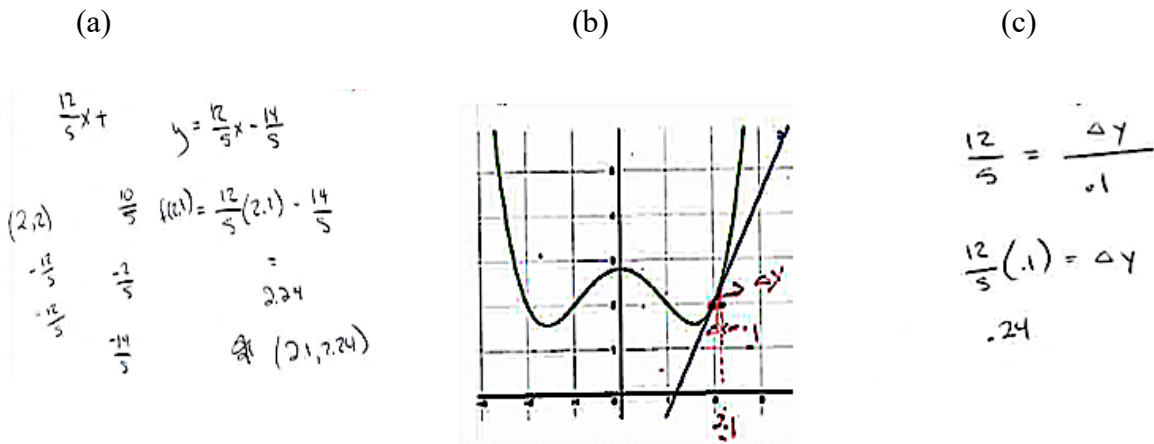 (a)
(b)
(c)
12/5 x +
y = 12/5 x - 14/5
(2,2)
10/5
f(2.1) = 12/5 (2.1) - 14/5
-12/5
-2/5
=
2.24
-12/5
-14/5
(2.1, 2.24)
ΔY
.1
2.1
12/5 = ΔY/.1
12/5 (.1) = ΔY
.24